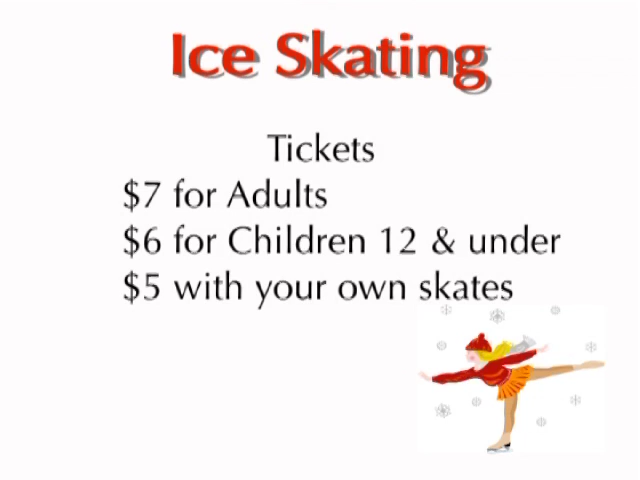 Ice Skating
Tickets
$7 for Adults
$6 for Children 12 & under
$5 with your own skates